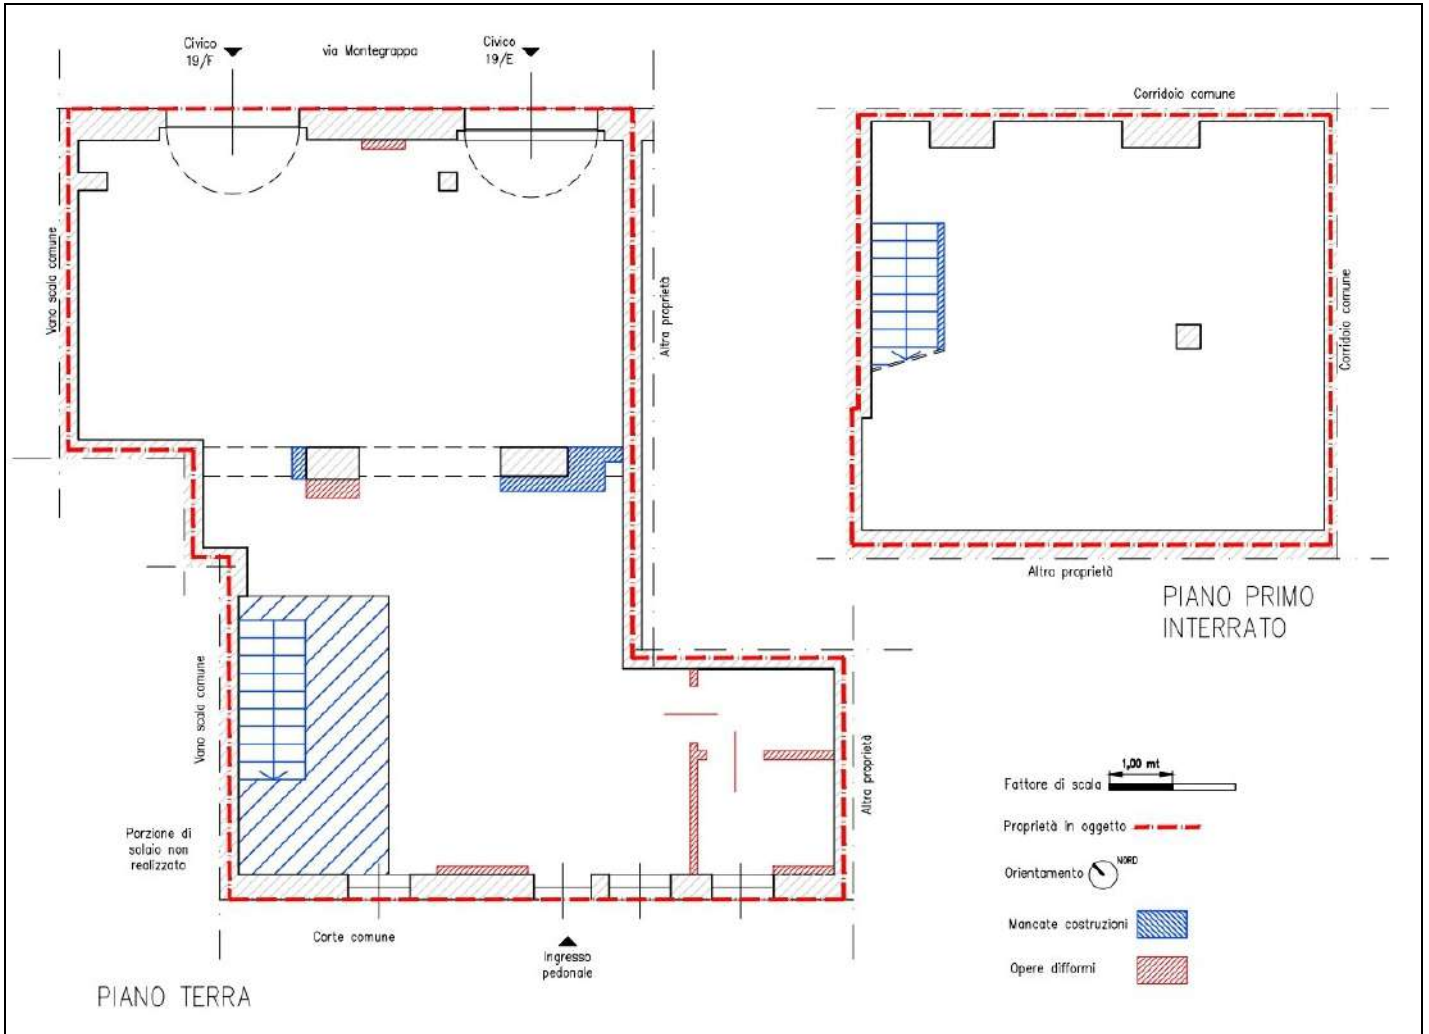 Civico
19/F
via Montegrappa
Civico
19/E
Vano scala comune
Altra proprietà
Vano scala comune
Altra proprietà
Porzione di
solaio non
realizzato
Corte comune
Ingresso
pedonale
PIANO TERRA
Corridoio comune
Corridoio comune
Altra proprietà
PIANO PRIMO
INTERRATO
1,00 mt
Fattore di scala
Proprietà in oggetto
Orientamento
NORD
Mancate costruzioni
Opere difformi